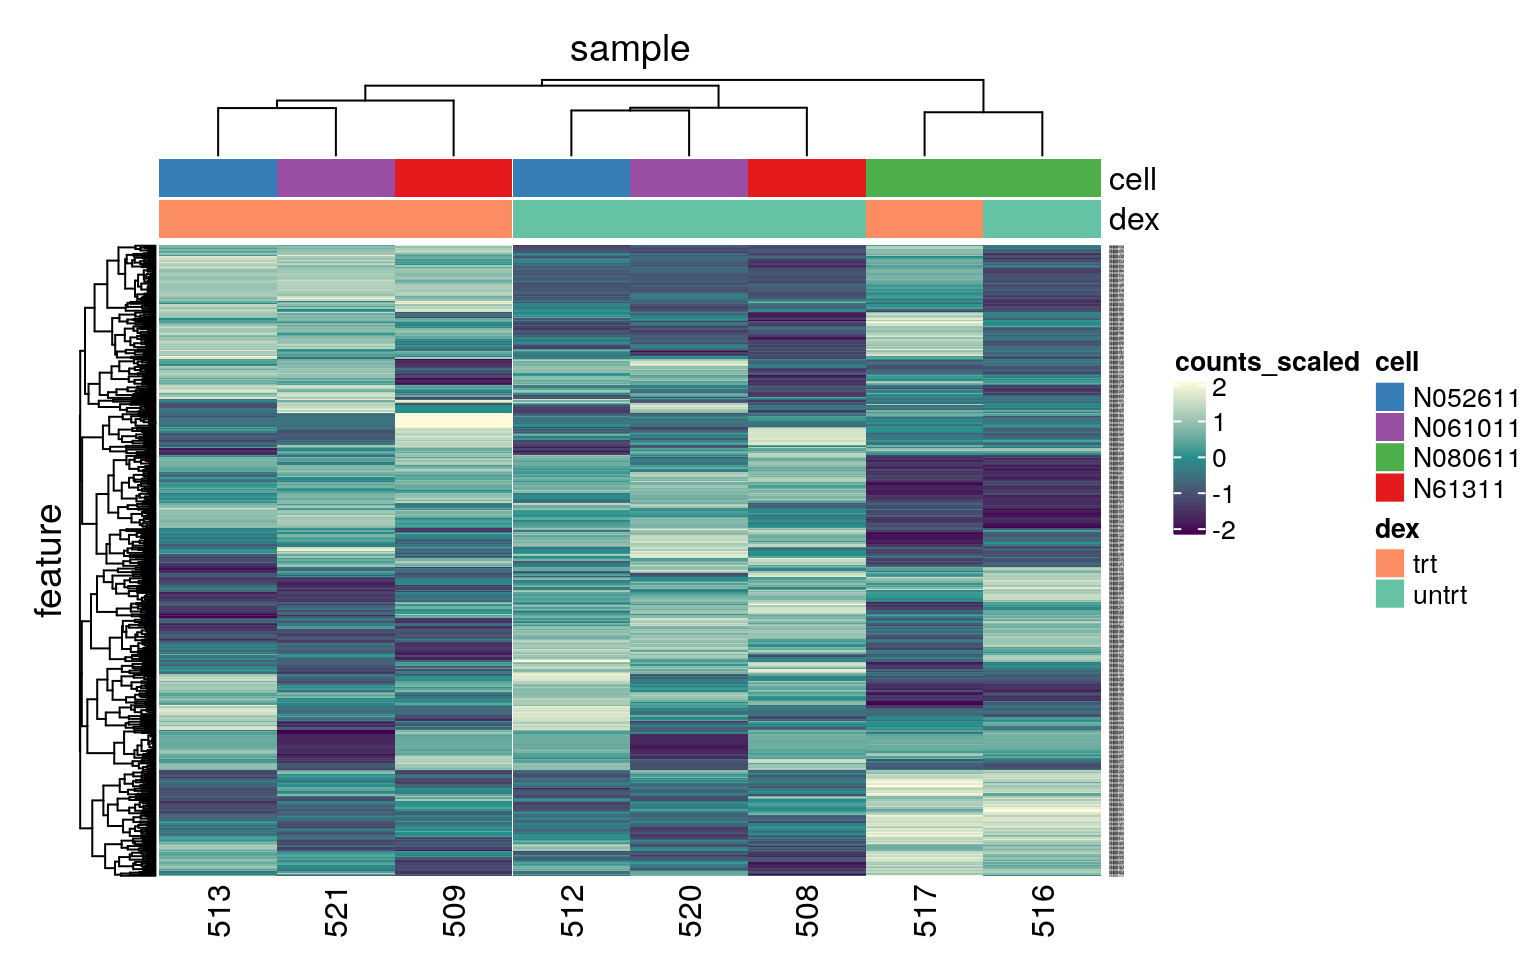 sample
cell
dex
feature
513
521
509
512
520
508
517
516
counts_scaled
2
1
0
-1
-2
cell
N052611
N061011
N080611
N61311
dex
trt
untrt